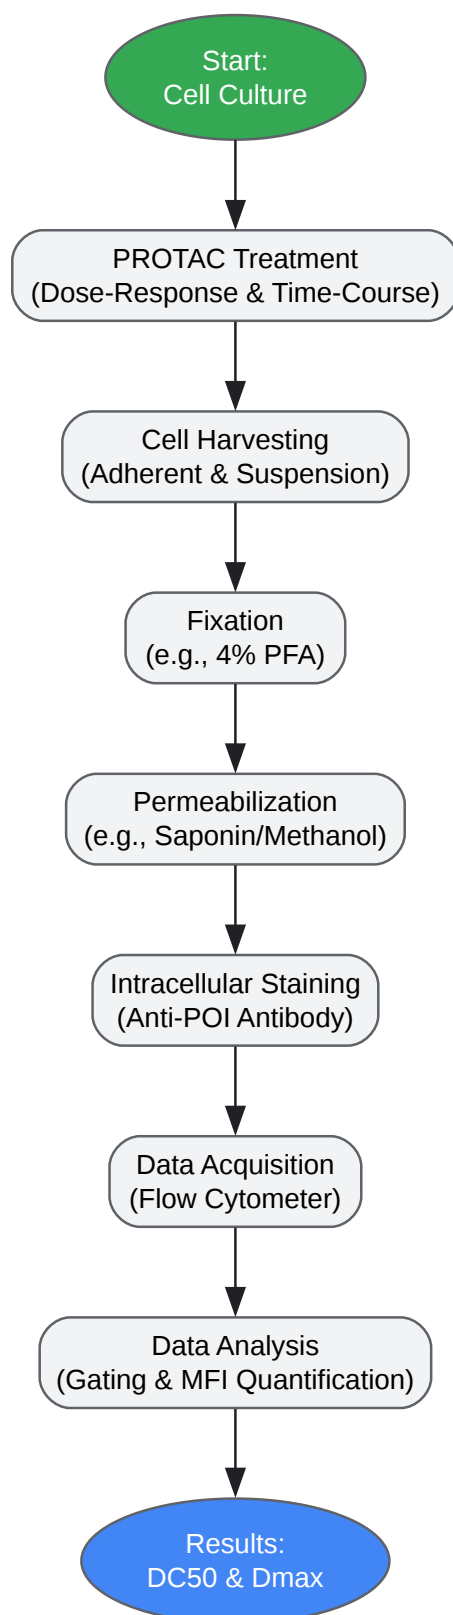 Start:
Cell Culture
PROTAC Treatment
(Dose-Response & Time-Course)
Cell Harvesting
(Adherent & Suspension)
Fixation
(e.g., 4% PFA)
Permeabilization
(e.g., Saponin/Methanol)
Intracellular Staining
(Anti-POI Antibody)
Data Acquisition
(Flow Cytometer)
Data Analysis
(Gating & MFI Quantification)
Results:
DC50 & Dmax